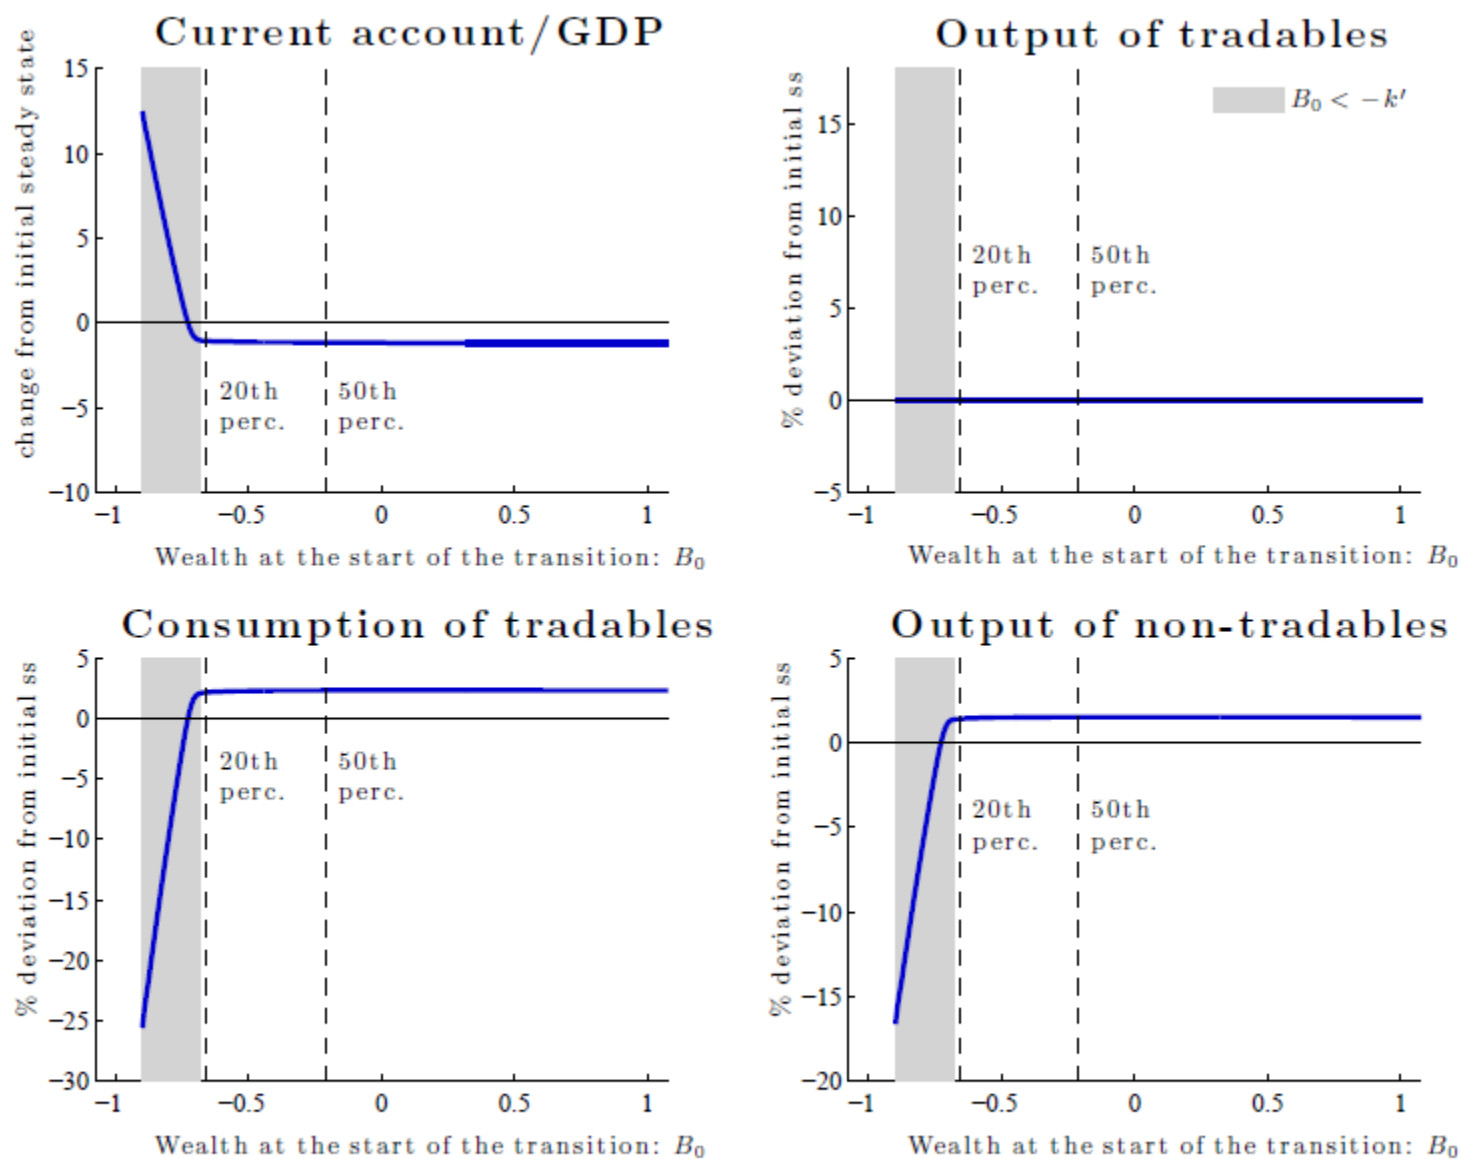 Current account/GDP
change from initial steady state
15
10
5
0
−5
−10
20th
perc.
50th
perc.
−1
−0.5
0
0.5
1
Wealth at the start of the transition: B₀
Output of tradables
% deviation from initial ss
15
10
5
0
−5
B₀ < −k′
20th
perc.
50th
perc.
−1
−0.5
0
0.5
1
Wealth at the start of the transition: B₀
Consumption of tradables
% deviation from initial ss
5
0
−5
−10
−15
−20
−25
−30
20th
perc.
50th
perc.
−1
−0.5
0
0.5
1
Wealth at the start of the transition: B₀
Output of non-tradables
% deviation from initial ss
5
0
−5
−10
−15
−20
20th
perc.
50th
perc.
−1
−0.5
0
0.5
1
Wealth at the start of the transition: B₀